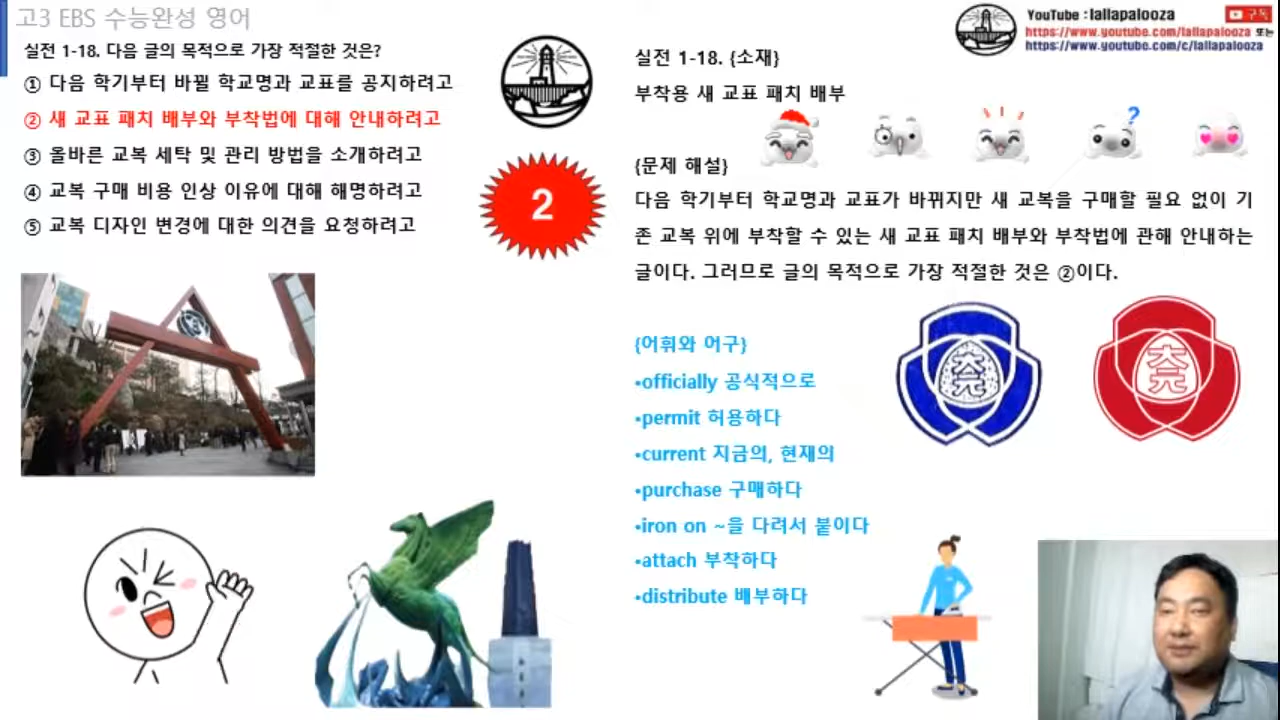 고3 EBS 수능완성 영어
실전 1-18. 다음 글의 목적으로 가장 적절한 것은?
① 다음 학기부터 바뀔 학교명과 교표를 공지하려고
② 새 교표 패치 배부와 부착법에 대해 안내하려고
③ 올바른 교복 세탁 및 관리 방법을 소개하려고
④ 교복 구매 비용 인상 이유에 대해 해명하려고
⑤ 교복 디자인 변경에 대한 의견을 요청하려고
2
YouTube : lallapalooza
구독
https://www.youtube.com/lallapalooza 또는
https://www.youtube.com/c/lallapalooza
실전 1-18. {소재}
부착용 새 교표 패치 배부
?
{문제 해설}
다음 학기부터 학교명과 교표가 바뀌지만 새 교복을 구매할 필요 없이 기
존 교복 위에 부착할 수 있는 새 교표 패치 배부와 부착법에 관해 안내하는
글이다. 그러므로 글의 목적으로 가장 적절한 것은 ②이다.
{어휘와 어구}
•officially 공식적으로
•permit 허용하다
•current 지금의, 현재의
•purchase 구매하다
•iron on ~을 다려서 붙이다
•attach 부착하다
•distribute 배부하다